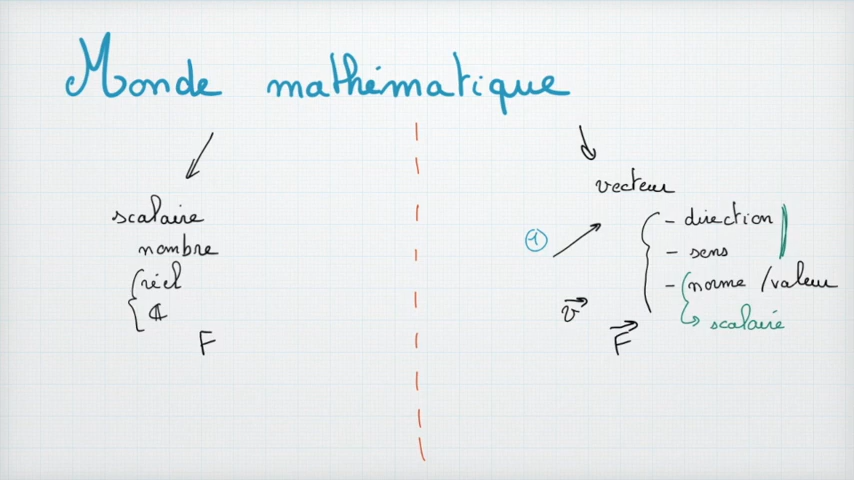 Monde mathématique
scalaire
nombre
réel
ℂ
F
vecteur
①
- direction
- sens
- norme / valeur
↳ scalaire
v⃗
F⃗